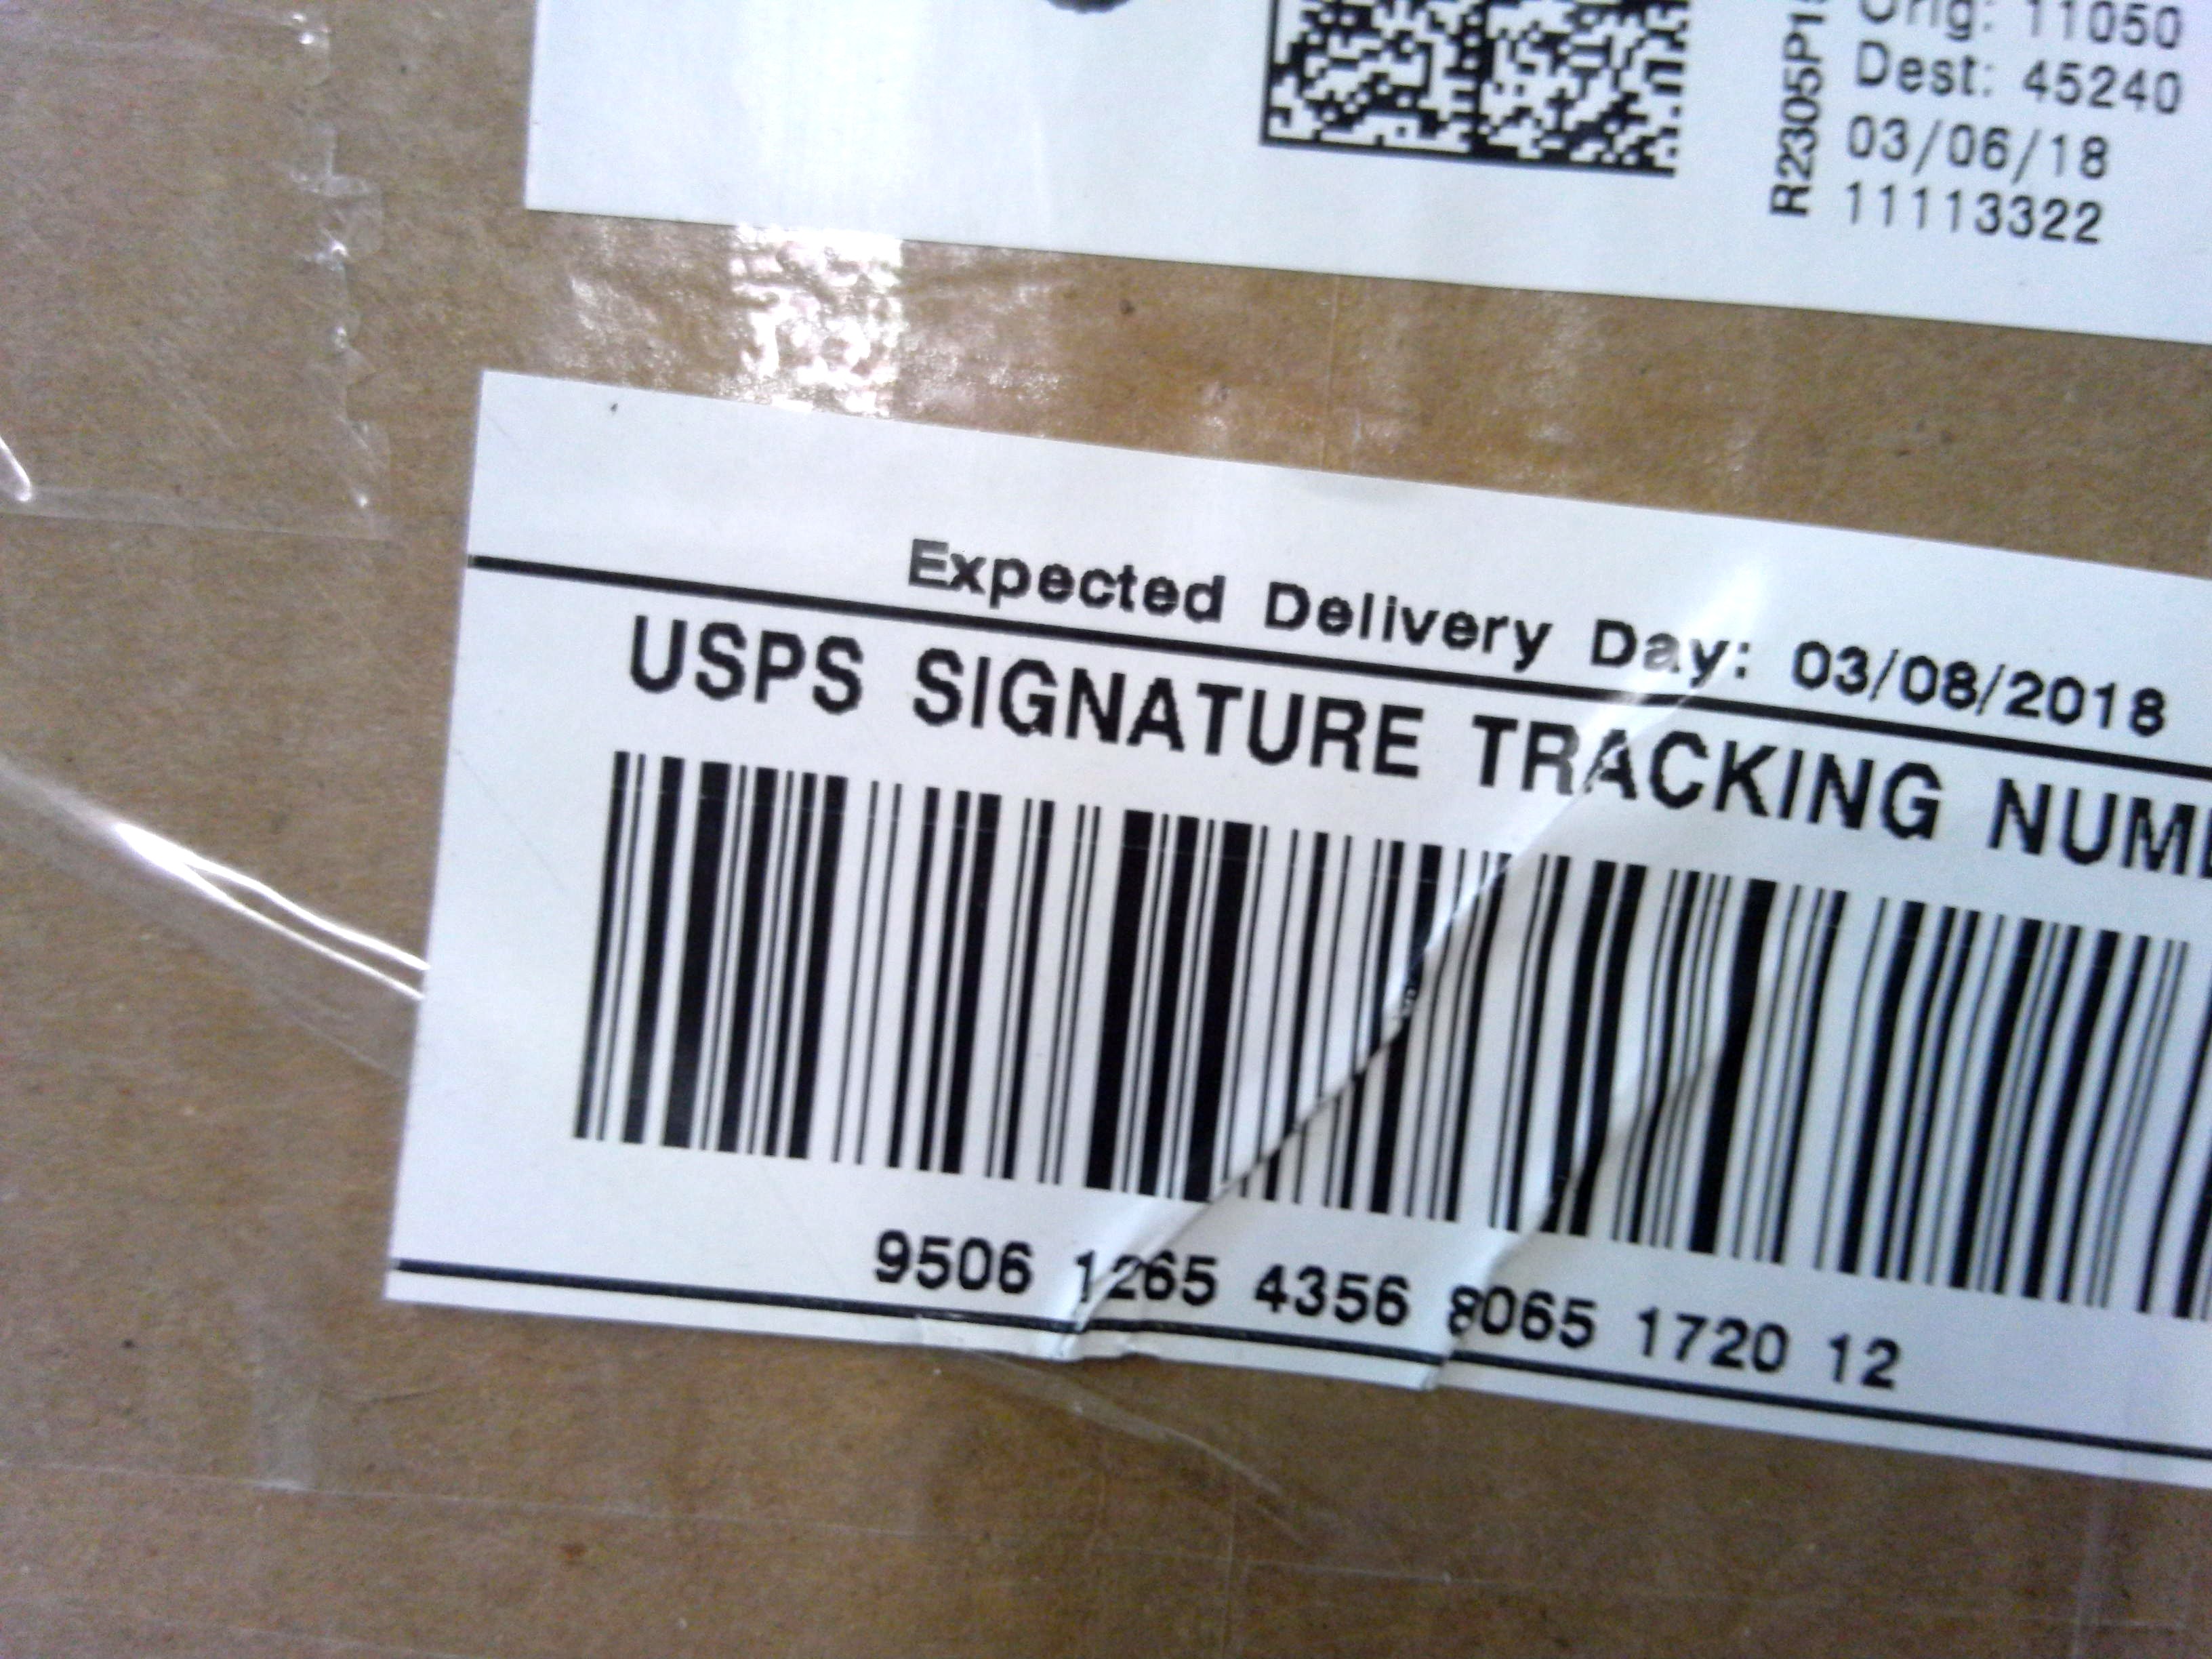 Orig: 11050
Dest: 45240
03/06/18
11113322
Expected Delivery Day: 03/08/2018
USPS SIGNATURE TRACKING
9506 1265 4356 8065 1720 12